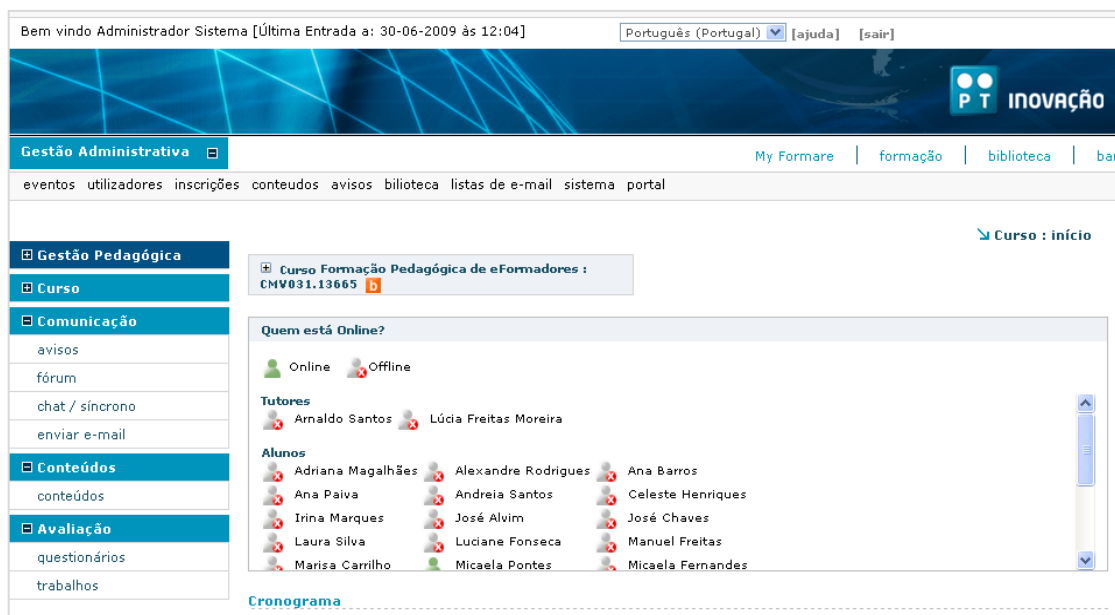 Bem vindo Administrador Sistema [Última Entrada a: 30-06-2009 às 12:04]
Português (Portugal) [ajuda] [sair]
PT INOVAÇÃO
Gestão Administrativa
My Formare | formação | biblioteca | bar
eventos utilizadores inscrições conteudos avisos bilioteca listas de e-mail sistema portal
Curso : início
Gestão Pedagógica
Curso
Comunicação
avisos
fórum
chat / síncrono
enviar e-mail
Conteúdos
conteúdos
Avaliação
questionários
trabalhos
Curso Formação Pedagógica de eFormadores :
CMV031.13665 b
Quem está Online?
Online Offline
Tutores
Arnaldo Santos Lúcia Freitas Moreira
Alunos
Adriana Magalhães Alexandre Rodrigues Ana Barros
Ana Paiva Andreia Santos Celeste Henriques
Irina Marques José Alvim José Chaves
Laura Silva Luciane Fonseca Manuel Freitas
Marisa Carrilho Micaela Pontes Micaela Fernandes
Cronograma